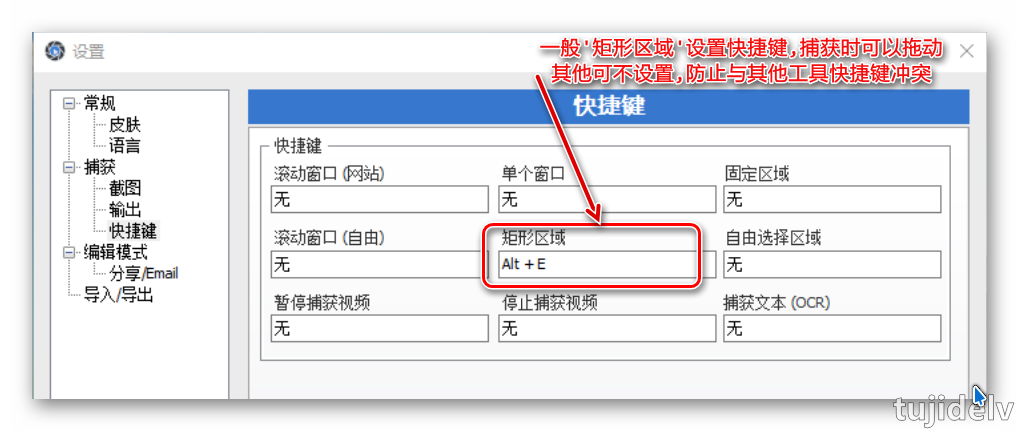 设置
一般'矩形区域'设置快捷键,捕获时可以拖动
其他可不设置,防止与其他工具快捷键冲突
常规
皮肤
语言
捕获
截图
输出
快捷键
编辑模式
分享/Email
导入/导出
快捷键
快捷键
滚动窗口 (网站) 单个窗口 固定区域
无 无 无
滚动窗口 (自由) 矩形区域 自由选择区域
无 Alt + E 无
暂停捕获视频 停止捕获视频 捕获文本 (OCR)
无 无 无
tujidelv